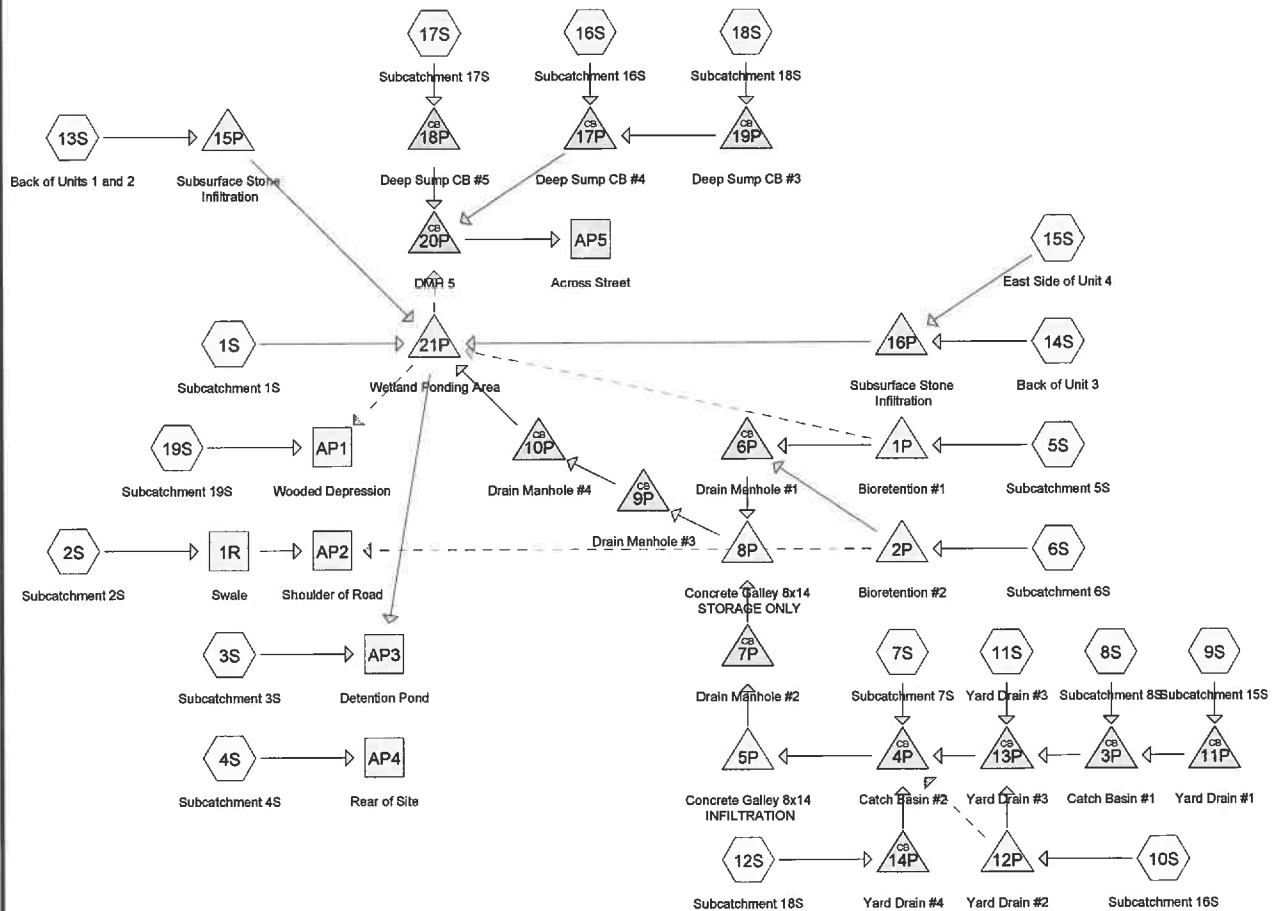 17S
16S
18S
Subcatchment 17S
Subcatchment 16S
Subcatchment 18S
CB
18P
CB
17P
CB
19P
13S
15P
Back of Units 1 and 2
Subsurface Stone
Infiltration
Deep Sump CB #5
Deep Sump CB #4
Deep Sump CB #3
CB
20P
AP5
15S
DMH 5
Across Street
East Side of Unit 4
1S
21P
16P
14S
Subcatchment 1S
Wetland Ponding Area
Subsurface Stone
Infiltration
Back of Unit 3
19S
AP1
CB
10P
CB
6P
1P
5S
Subcatchment 19S
Wooded Depression
Drain Manhole #4
Drain Manhole #1
Bioretention #1
Subcatchment 5S
CB
9P
Drain Manhole #3
2S
1R
AP2
8P
2P
6S
Subcatchment 2S
Swale
Shoulder of Road
Concrete Galley 8x14
STORAGE ONLY
Bioretention #2
Subcatchment 6S
3S
AP3
CB
7P
7S
11S
8S
9S
Subcatchment 3S
Detention Pond
Drain Manhole #2
Subcatchment 7S
Yard Drain #3
Subcatchment 8S
Subcatchment 15S
4S
AP4
5P
CB
4P
CB
13P
CB
3P
CB
11P
Subcatchment 4S
Rear of Site
Concrete Galley 8x14
INFILTRATION
Catch Basin #2
Yard Drain #3
Catch Basin #1
Yard Drain #1
12S
CB
14P
12P
10S
Subcatchment 18S
Yard Drain #4
Yard Drain #2
Subcatchment 16S